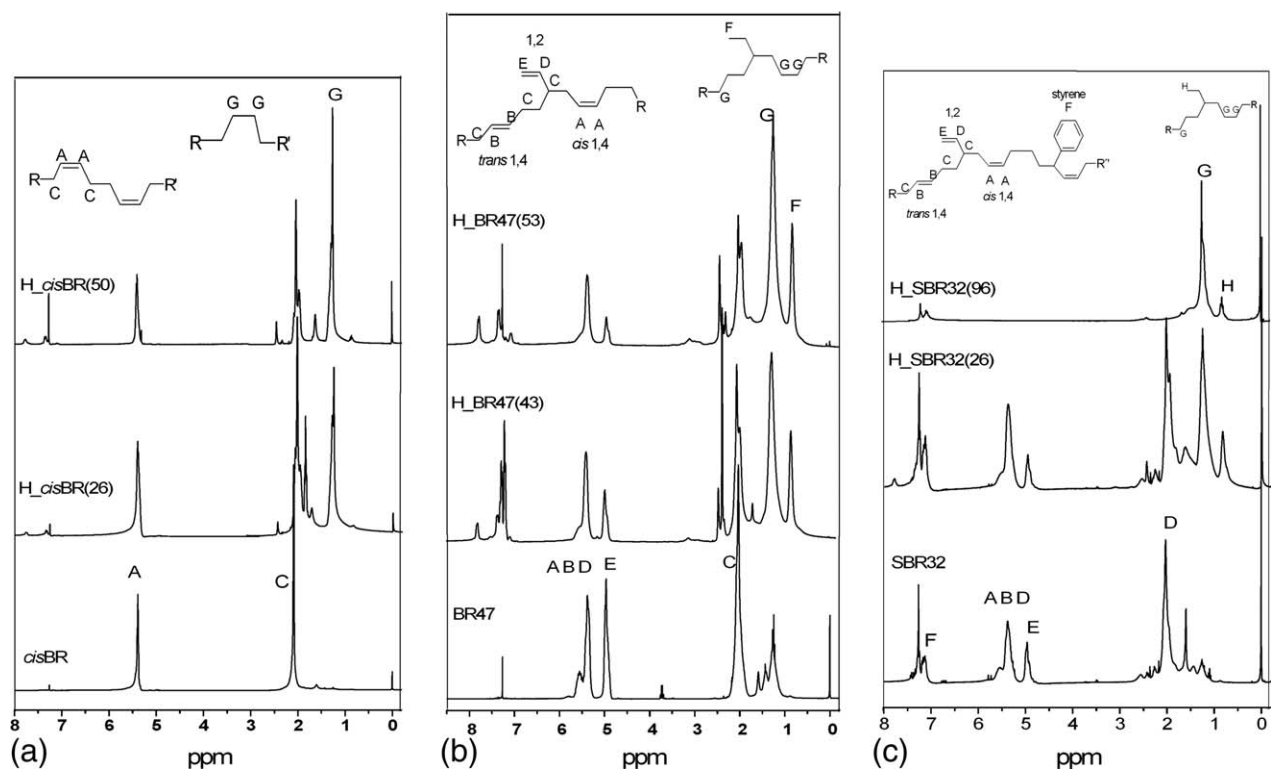 G G
G
R R'
A A
R R'
C C
H_cisBR(50)
H_cisBR(26)
A
C
cisBR
8 7 6 5 4 3 2 1 0
(a)
ppm
1,2
E D
C
C
B
R C
B
A A
R
trans 1,4
cis 1,4
F
R
G G
R G
G
F
H_BR47(53)
H_BR47(43)
A B D
E
C
BR47
8 7 6 5 4 3 2 1 0
(b)
ppm
styrene
F
1,2
E D
C
C
B
R C
B
A A
R''
trans 1,4
cis 1,4
H
G G R
R G
G
H
H_SBR32(96)
H_SBR32(26)
D
SBR32
A B D
F
E
8 7 6 5 4 3 2 1 0
(c)
ppm